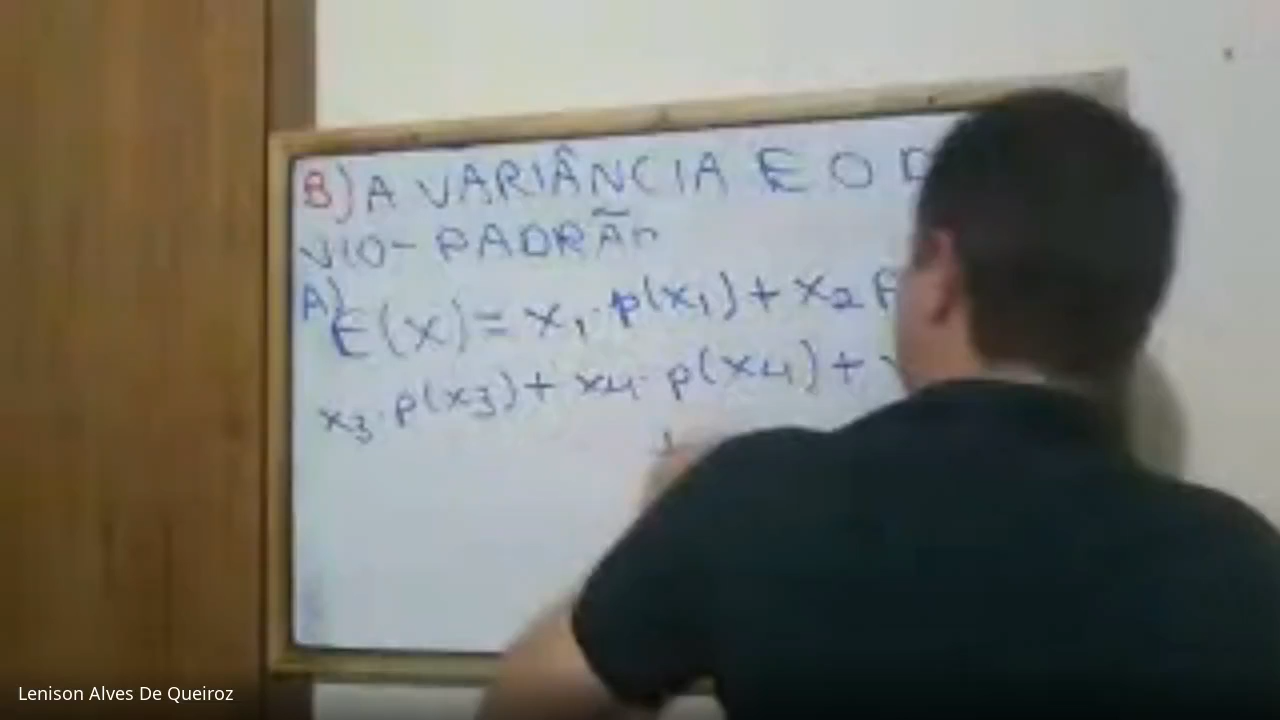 B) A VARIÂNCIA E O D
VIO-PADRÃO
A) E(x) = x₁·p(x₁) + x₂
x₃·p(x₃) + x₄·p(x₄) +
Lenison Alves De Queiroz